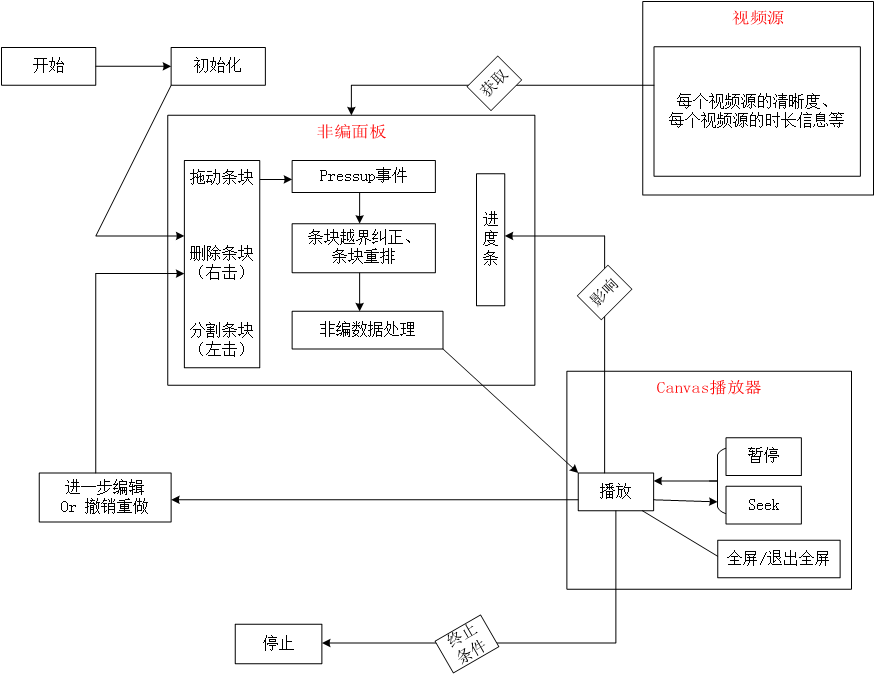 视频源
开始
初始化
获取
每个视频源的清晰度、
每个视频源的时长信息等
非编面板
拖动条块
Pressup事件
进
度
条
条块越界纠正、
条块重排
删除条块
（右击）
影响
分割条块
（左击）
非编数据处理
Canvas播放器
暂停
播放
Seek
进一步编辑
Or 撤销重做
全屏/退出全屏
停止
终止
条件